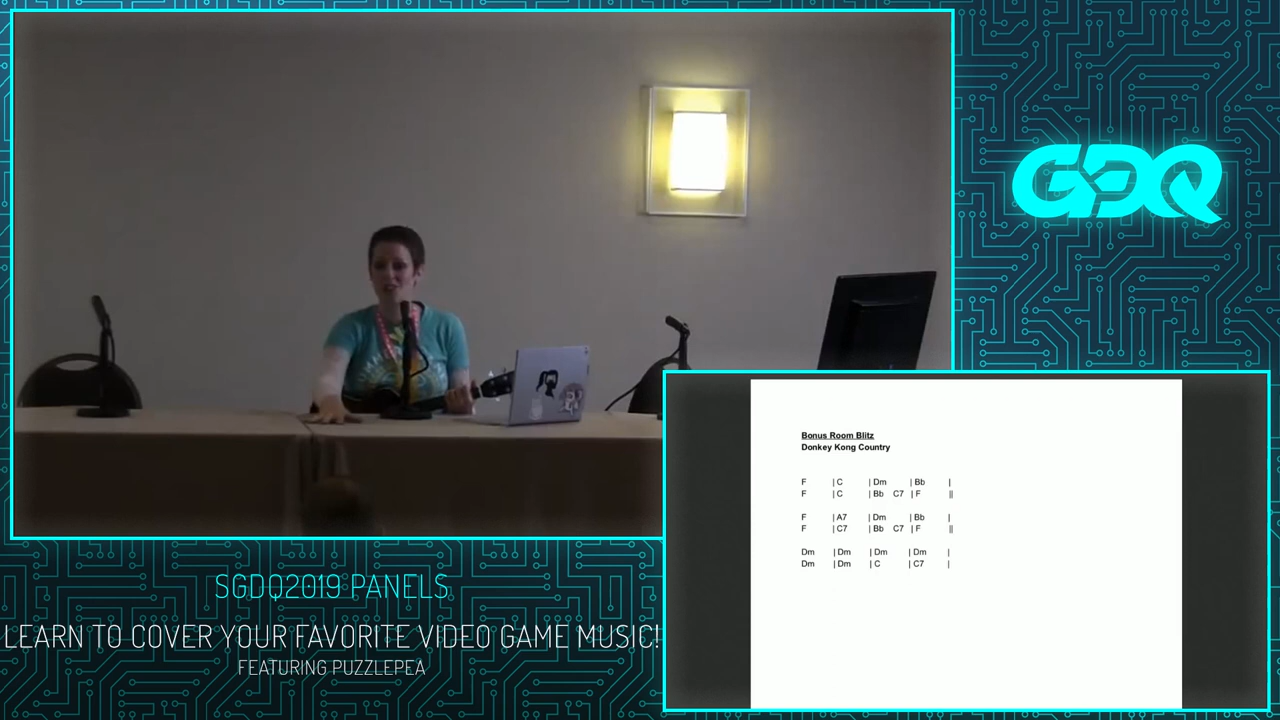 GDQ
Bonus Room Blitz
Donkey Kong Country
F | C | Dm | Bb |
F | C | Bb C7 | F ||
F | A7 | Dm | Bb |
F | C7 | Bb C7 | F ||
Dm | Dm | Dm | Dm |
Dm | Dm | C | C7 |
SGDQ2019 PANELS
LEARN TO COVER YOUR FAVORITE VIDEO GAME MUSIC!
FEATURING PUZZLEPEA